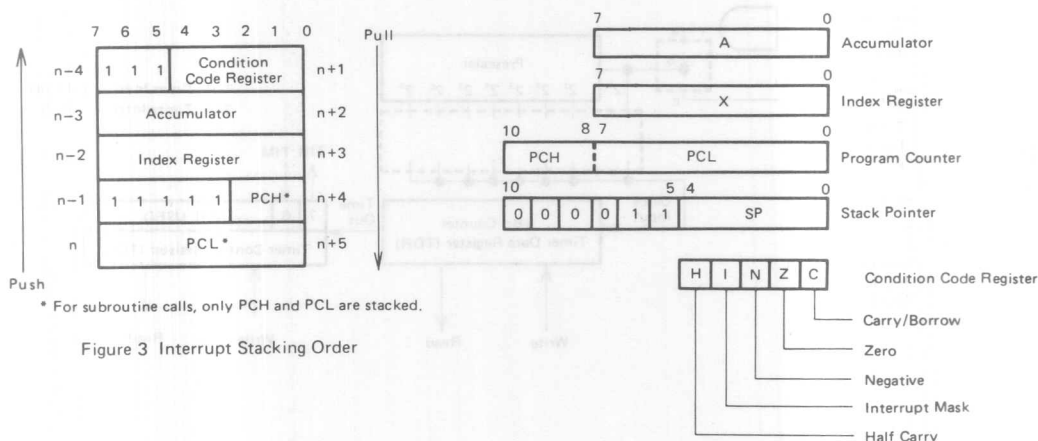 7 6 5 4 3 2 1 0
Push
Pull
n−4 1 1 1 Condition Code Register n+1
n−3 Accumulator n+2
n−2 Index Register n+3
n−1 1 1 1 1 1 PCH* n+4
n PCL* n+5
* For subroutine calls, only PCH and PCL are stacked.
Figure 3 Interrupt Stacking Order
7 0
A Accumulator
7 0
X Index Register
10 8 7 0
PCH PCL Program Counter
10 5 4 0
0 0 0 0 1 1 SP Stack Pointer
H I N Z C Condition Code Register
Carry/Borrow
Zero
Negative
Interrupt Mask
Half Carry